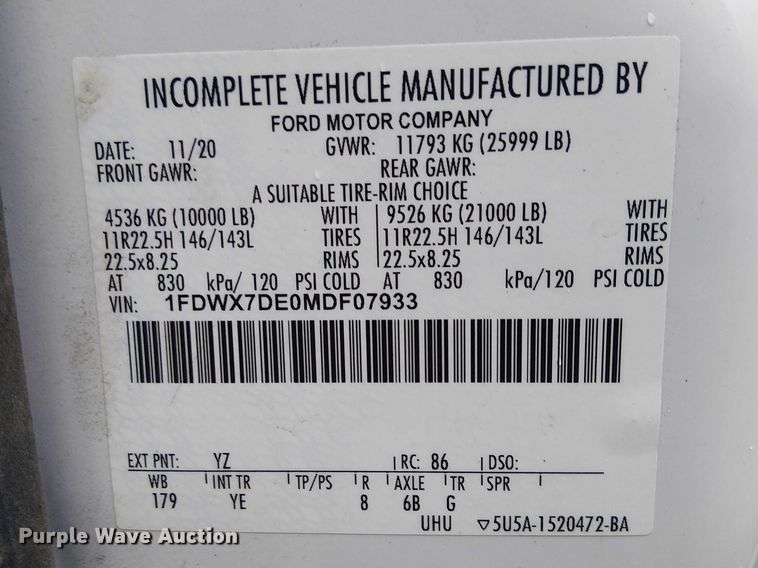 INCOMPLETE VEHICLE MANUFACTURED BY
FORD MOTOR COMPANY
DATE: 11/20 GVWR: 11793 KG (25999 LB)
FRONT GAWR: REAR GAWR:
A SUITABLE TIRE-RIM CHOICE
4536 KG (10000 LB) WITH 9526 KG (21000 LB) WITH
11R22.5H 146/143L TIRES 11R22.5H 146/143L TIRES
22.5x8.25 RIMS 22.5x8.25 RIMS
AT 830 kPa/ 120 PSI COLD AT 830 kPa/120 PSI COLD
VIN: 1FDWX7DE0MDF07933
EXT PNT: YZ RC: 86 DSO:
WB INT TR TP/PS R AXLE TR SPR
179 YE 8 6B G
UHU ▽5U5A-1520472-BA
Purple Wave Auction